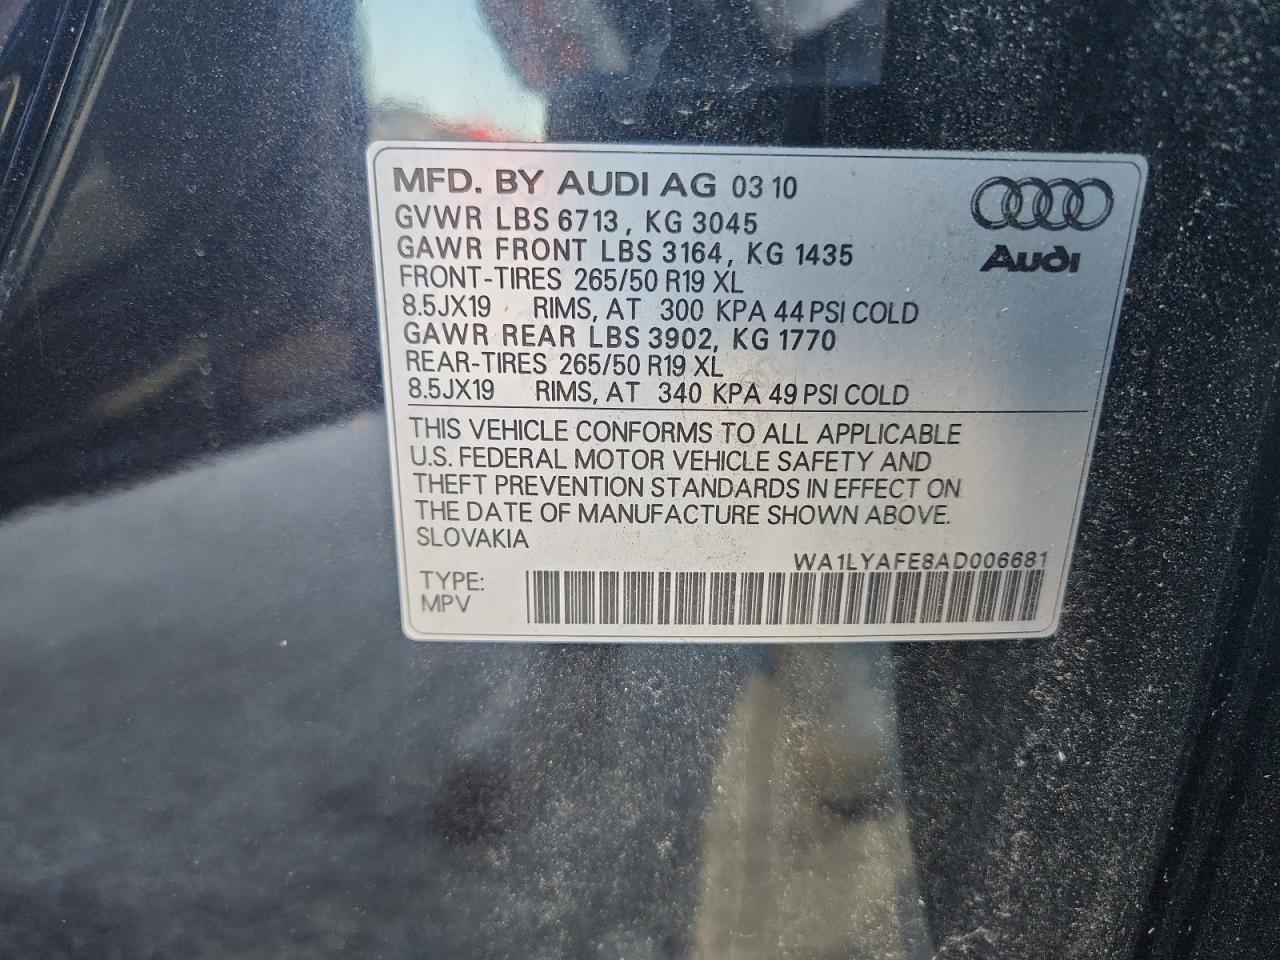 MFD. BY AUDI AG 03 10
GVWR LBS 6713, KG 3045
GAWR FRONT LBS 3164, KG 1435
Audi
FRONT-TIRES 265/50 R19 XL
8.5JX19 RIMS, AT 300 KPA 44 PSI COLD
GAWR REAR LBS 3902, KG 1770
REAR-TIRES 265/50 R19 XL
8.5JX19 RIMS, AT 340 KPA 49 PSI COLD
THIS VEHICLE CONFORMS TO ALL APPLICABLE
U.S. FEDERAL MOTOR VEHICLE SAFETY AND
THEFT PREVENTION STANDARDS IN EFFECT ON
THE DATE OF MANUFACTURE SHOWN ABOVE.
SLOVAKIA
WA1LYAFE8AD006681
TYPE:
MPV